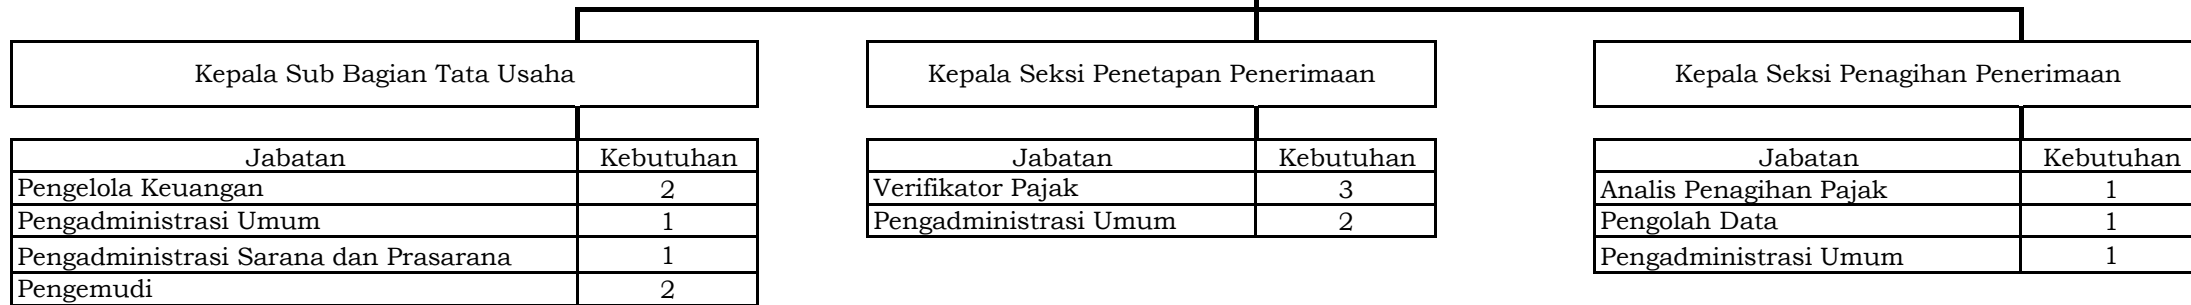 Kepala Sub Bagian Tata Usaha
Kepala Seksi Penetapan Penerimaan
Kepala Seksi Penagihan Penerimaan
Jabatan Kebutuhan
Pengelola Keuangan 2
Pengadministrasi Umum 1
Pengadministrasi Sarana dan Prasarana 1
Pengemudi 2
Jabatan Kebutuhan
Verifikator Pajak 3
Pengadministrasi Umum 2
Jabatan Kebutuhan
Analis Penagihan Pajak 1
Pengolah Data 1
Pengadministrasi Umum 1